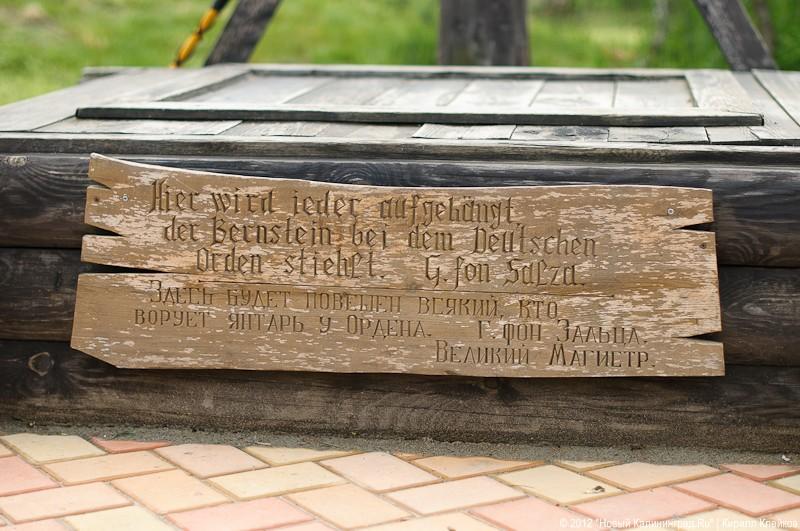 Hier wird jeder aufgehängt
der Bernstein bei dem Deutschen
Orden stiehlt. G. fon Salza.
Здесь будет повешен всякий, кто
ворует янтарь у Ордена. Г. фон Зальца.
Великий Магистр.
© 2012 "Новый Калининград.Ru" | Кирилл Клейков